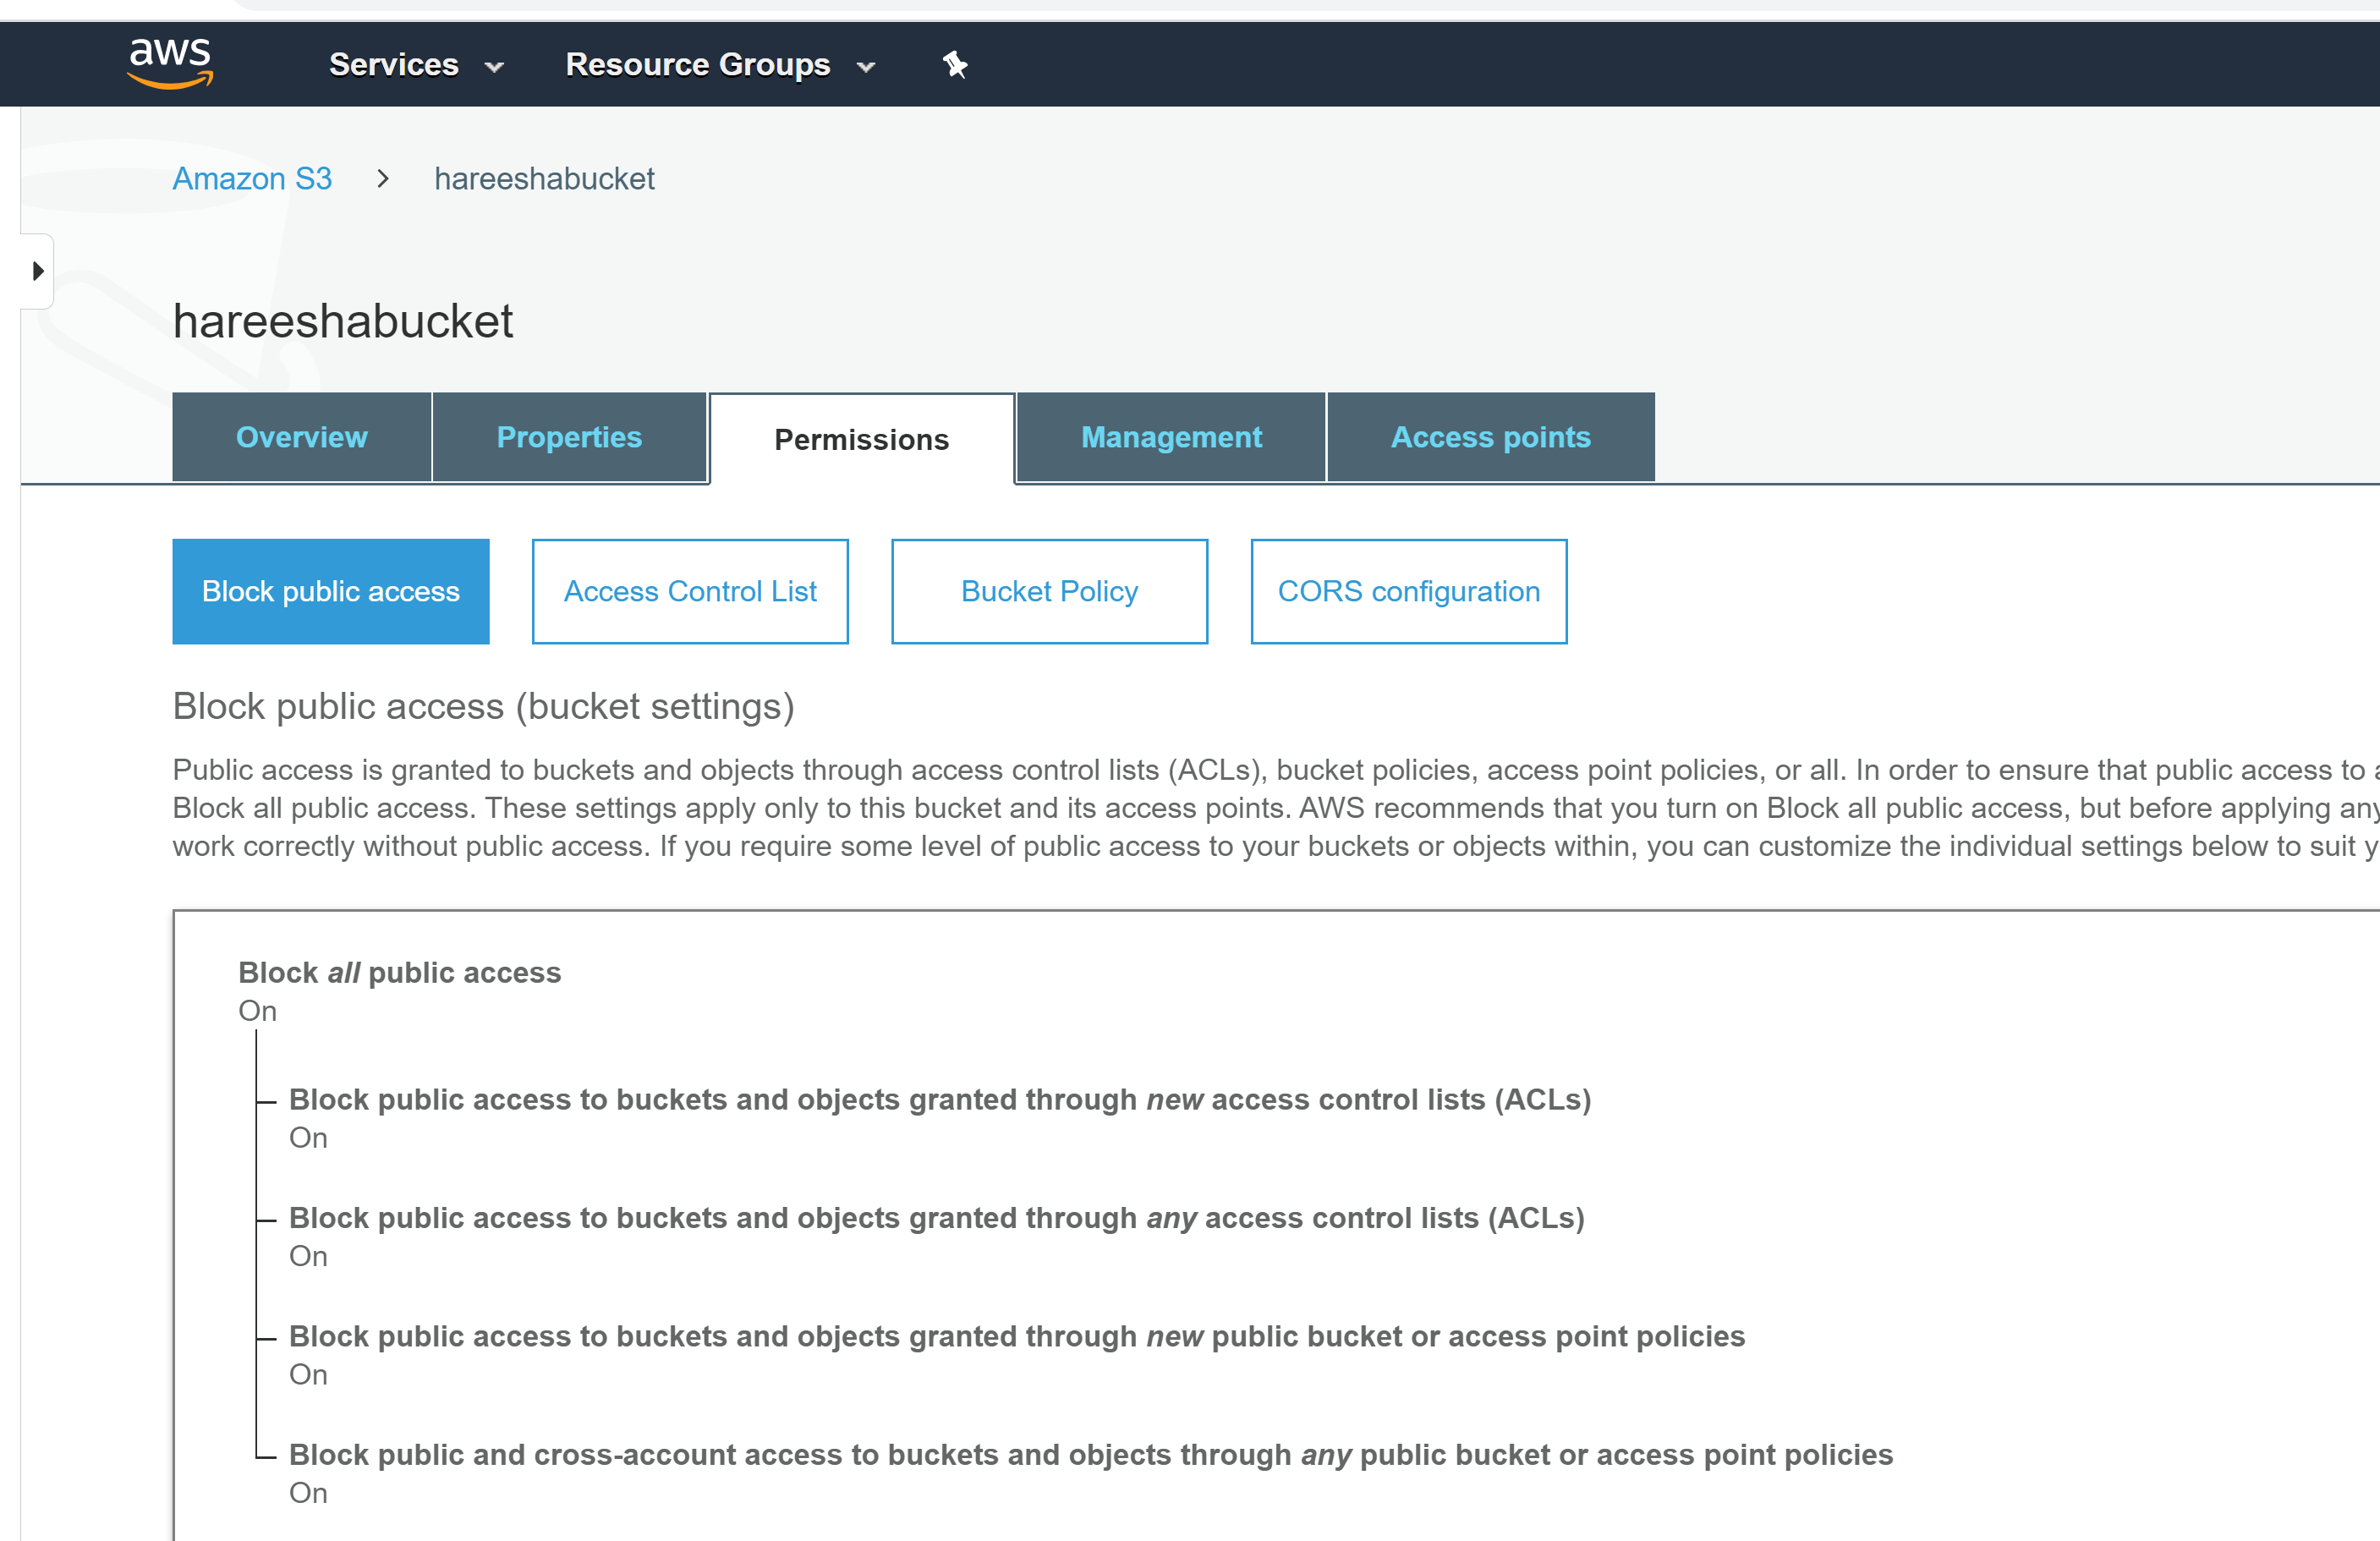 aws Services Resource Groups
Amazon S3 > hareeshabucket
hareeshabucket
Overview Properties Permissions Management Access points
Block public access Access Control List Bucket Policy CORS configuration
Block public access (bucket settings)
Public access is granted to buckets and objects through access control lists (ACLs), bucket policies, access point policies, or all. In order to ensure that public access to
Block all public access. These settings apply only to this bucket and its access points. AWS recommends that you turn on Block all public access, but before applying any
work correctly without public access. If you require some level of public access to your buckets or objects within, you can customize the individual settings below to suit
Block all public access
On
Block public access to buckets and objects granted through new access control lists (ACLs)
On
Block public access to buckets and objects granted through any access control lists (ACLs)
On
Block public access to buckets and objects granted through new public bucket or access point policies
On
Block public and cross-account access to buckets and objects through any public bucket or access point policies
On